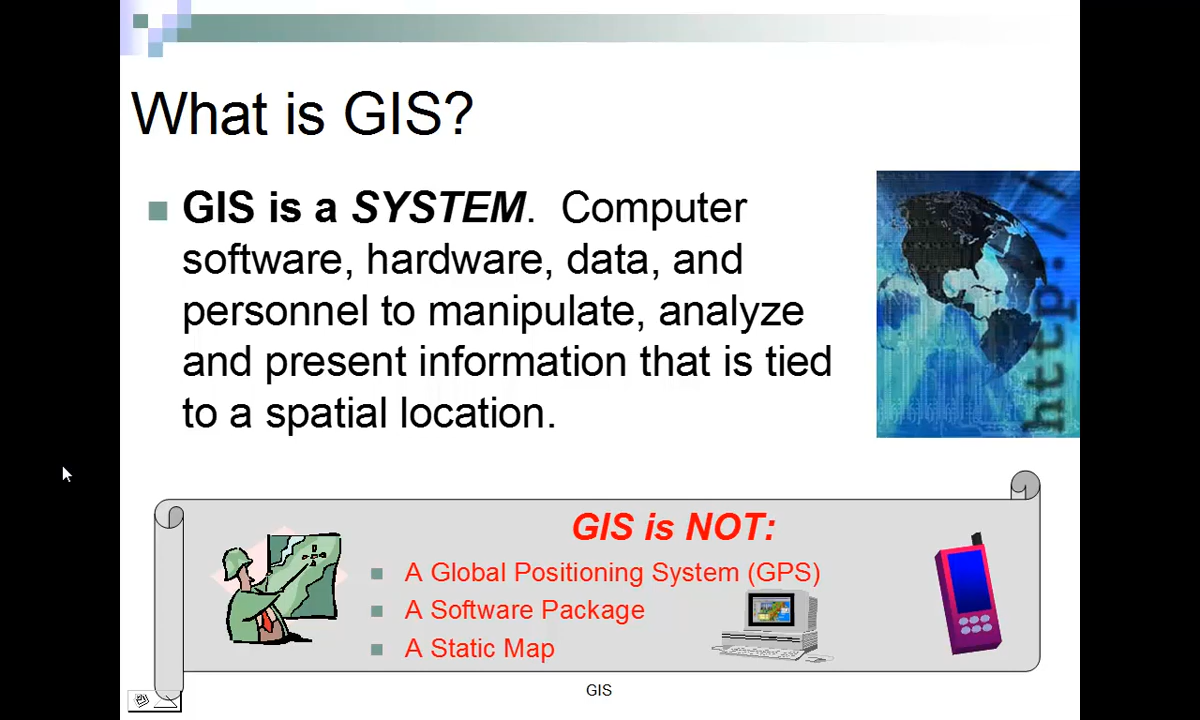 What is GIS?
GIS is a SYSTEM. Computer
software, hardware, data, and
personnel to manipulate, analyze
and present information that is tied
to a spatial location.
http://
GIS is NOT:
A Global Positioning System (GPS)
A Software Package
A Static Map
GIS